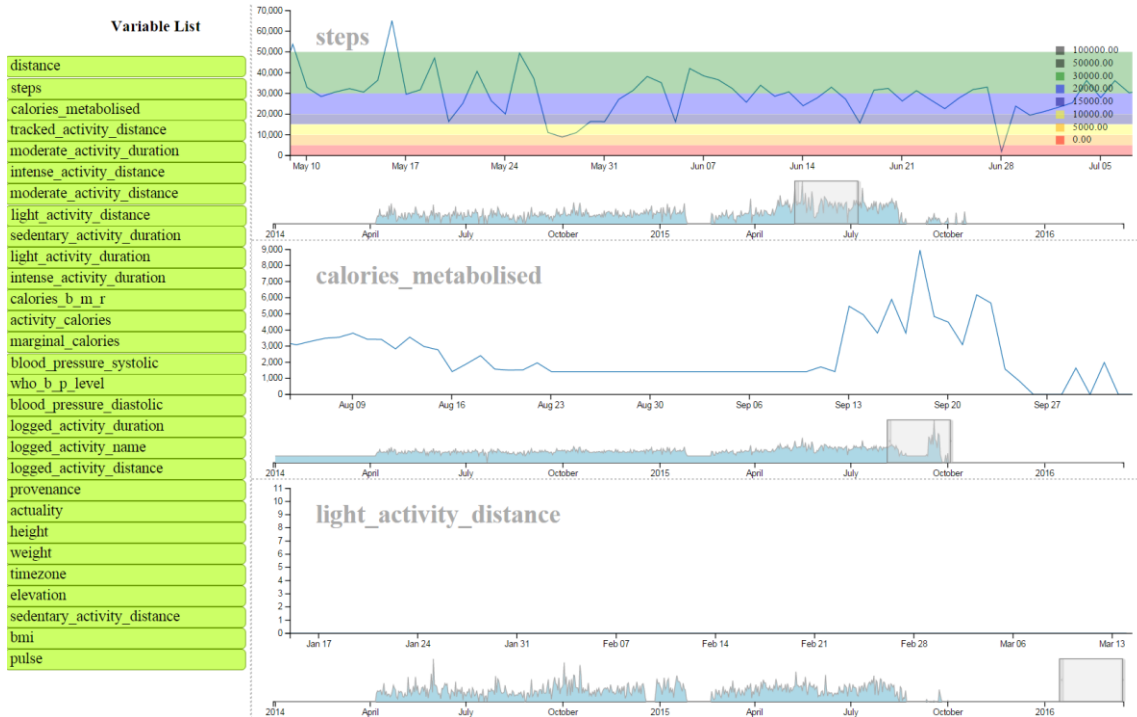 Variable List
distance
steps
calories_metabolised
tracked_activity_distance
moderate_activity_duration
intense_activity_distance
moderate_activity_distance
light_activity_distance
sedentary_activity_duration
light_activity_duration
intense_activity_duration
calories_b_m_r
activity_calories
marginal_calories
blood_pressure_systolic
who_b_p_level
blood_pressure_diastolic
logged_activity_duration
logged_activity_name
logged_activity_distance
provenance
actuality
height
weight
timezone
elevation
sedentary_activity_distance
bmi
pulse
steps
70,000
60,000
50,000
40,000
30,000
20,000
10,000
0
100000.00
50000.00
30000.00
20000.00
15000.00
10000.00
5000.00
0.00
May 10 May 17 May 24 May 31 Jun 07 Jun 14 Jun 21 Jun 28 Jul 05
2014 April July October 2015 April July October 2016
calories_metabolised
9,000
8,000
7,000
6,000
5,000
4,000
3,000
2,000
1,000
0
Aug 09 Aug 16 Aug 23 Aug 30 Sep 06 Sep 13 Sep 20 Sep 27
2014 April July October 2015 April July October 2016
light_activity_distance
11
10
9
8
7
6
5
4
3
2
1
0
Jan 17 Jan 24 Jan 31 Feb 07 Feb 14 Feb 21 Feb 28 Mar 06 Mar 13
2014 April July October 2015 April July October 2016